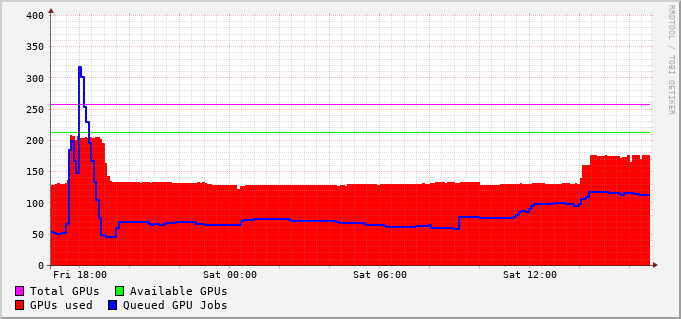 400
350
300
250
200
150
100
50
0
Fri 18:00 Sat 00:00 Sat 06:00 Sat 12:00
Total GPUs Available GPUs
GPUs used Queued GPU Jobs
RRDTOOL / TOBI OETIKER